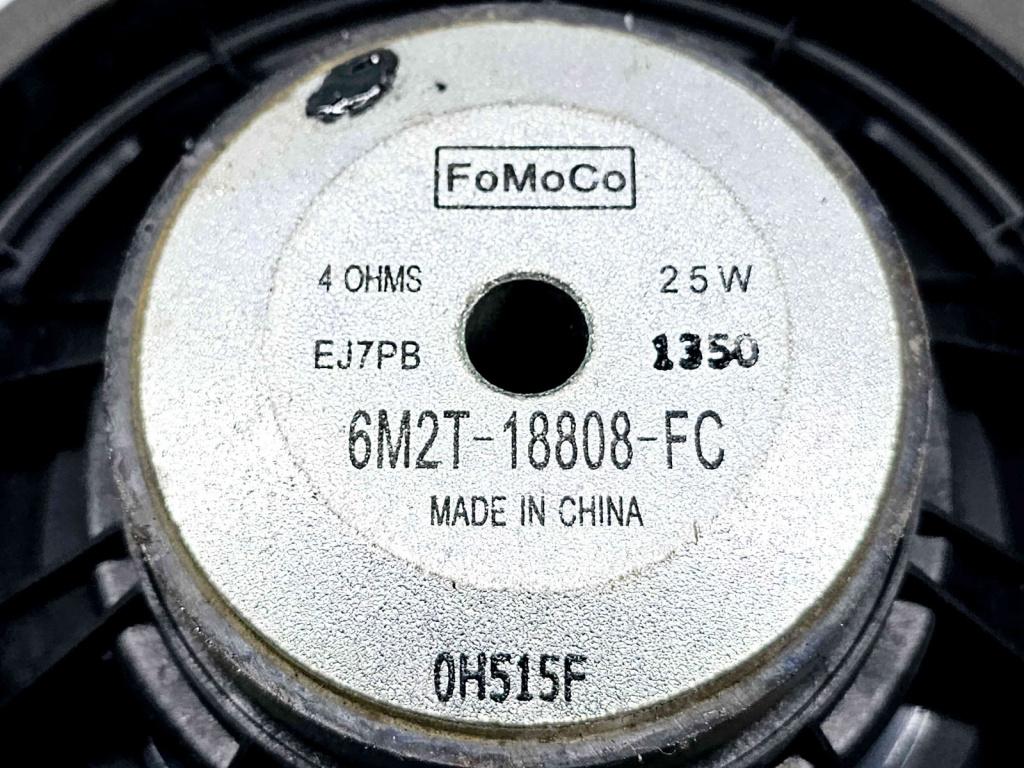 FoMoCo
4 OHMS 25W
EJ7PB 1350
6M2T-18808-FC
MADE IN CHINA
0H515F